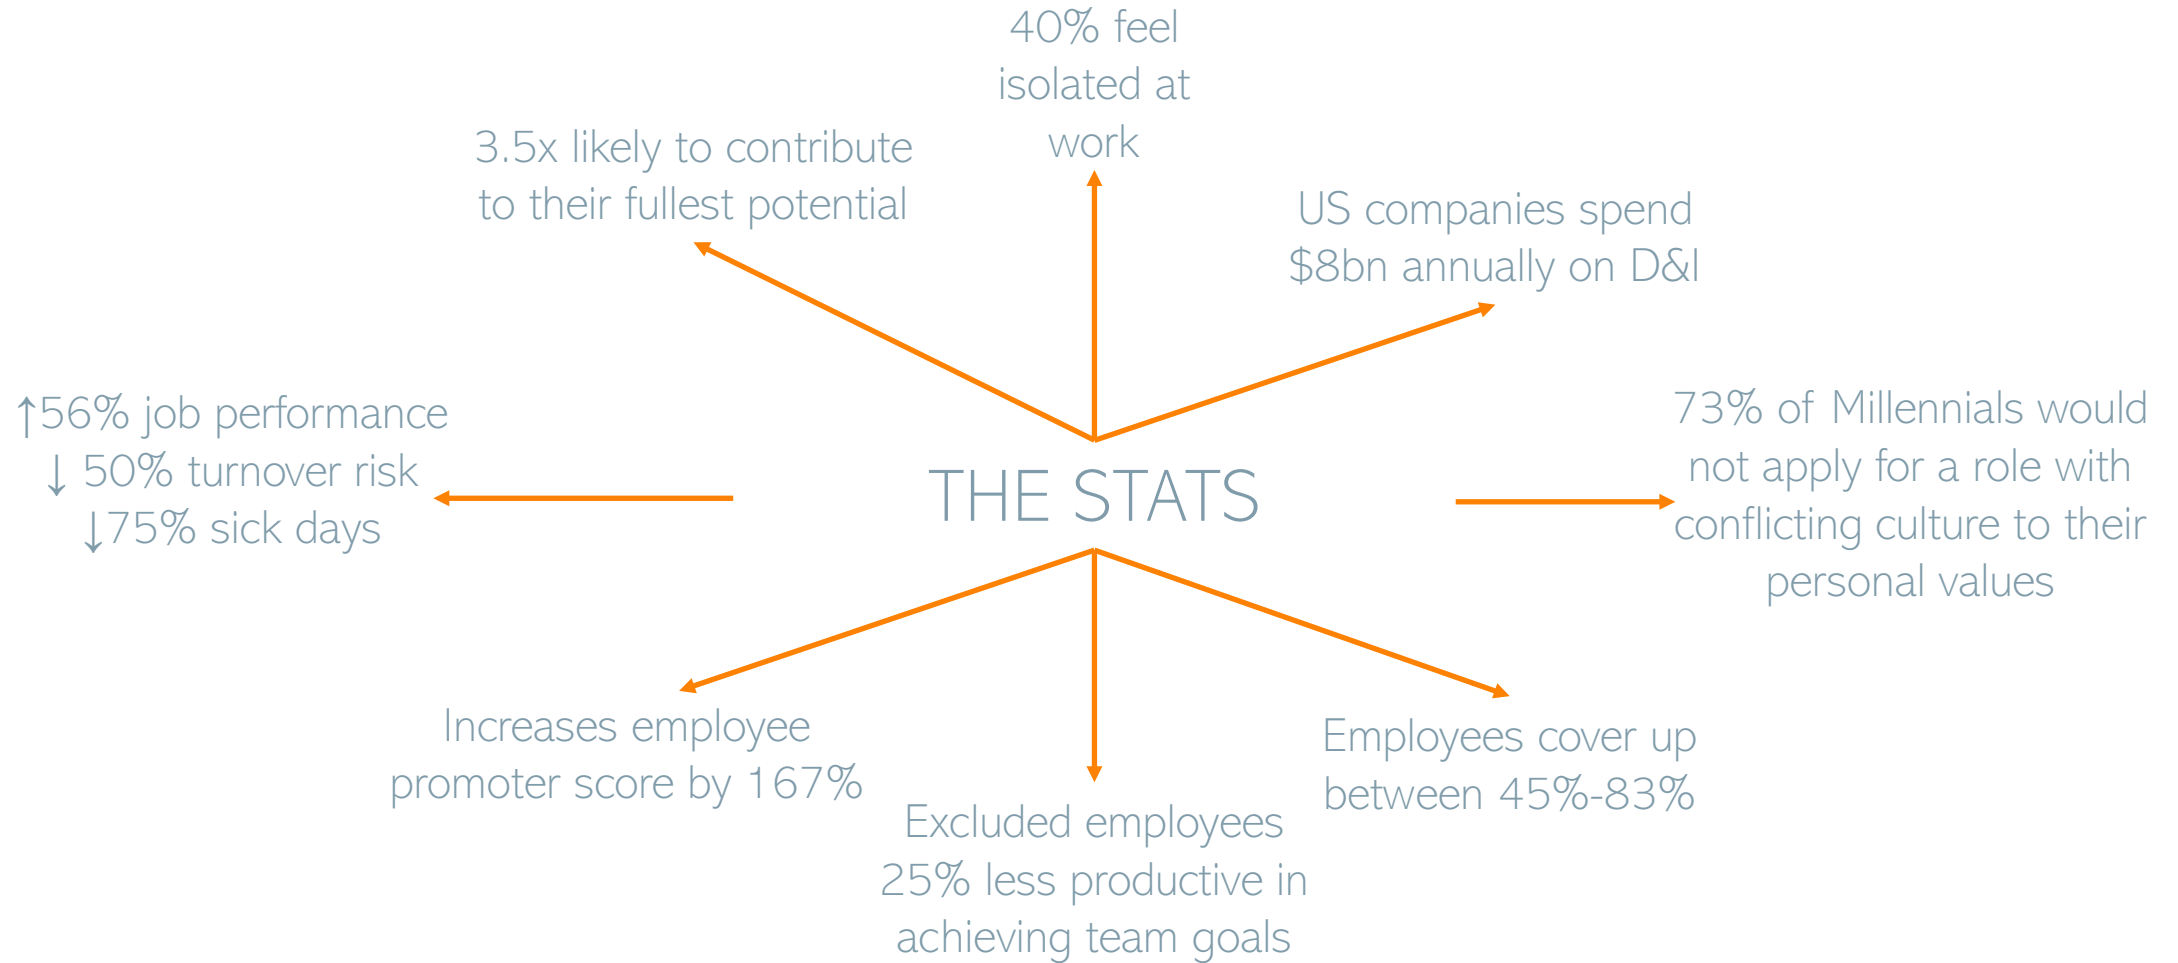 40% feel
isolated at
work
3.5x likely to contribute
to their fullest potential
US companies spend
$8bn annually on D&I
↑56% job performance
↓ 50% turnover risk
↓75% sick days
THE STATS
73% of Millennials would
not apply for a role with
conflicting culture to their
personal values
Increases employee
promoter score by 167%
Excluded employees
25% less productive in
achieving team goals
Employees cover up
between 45%-83%